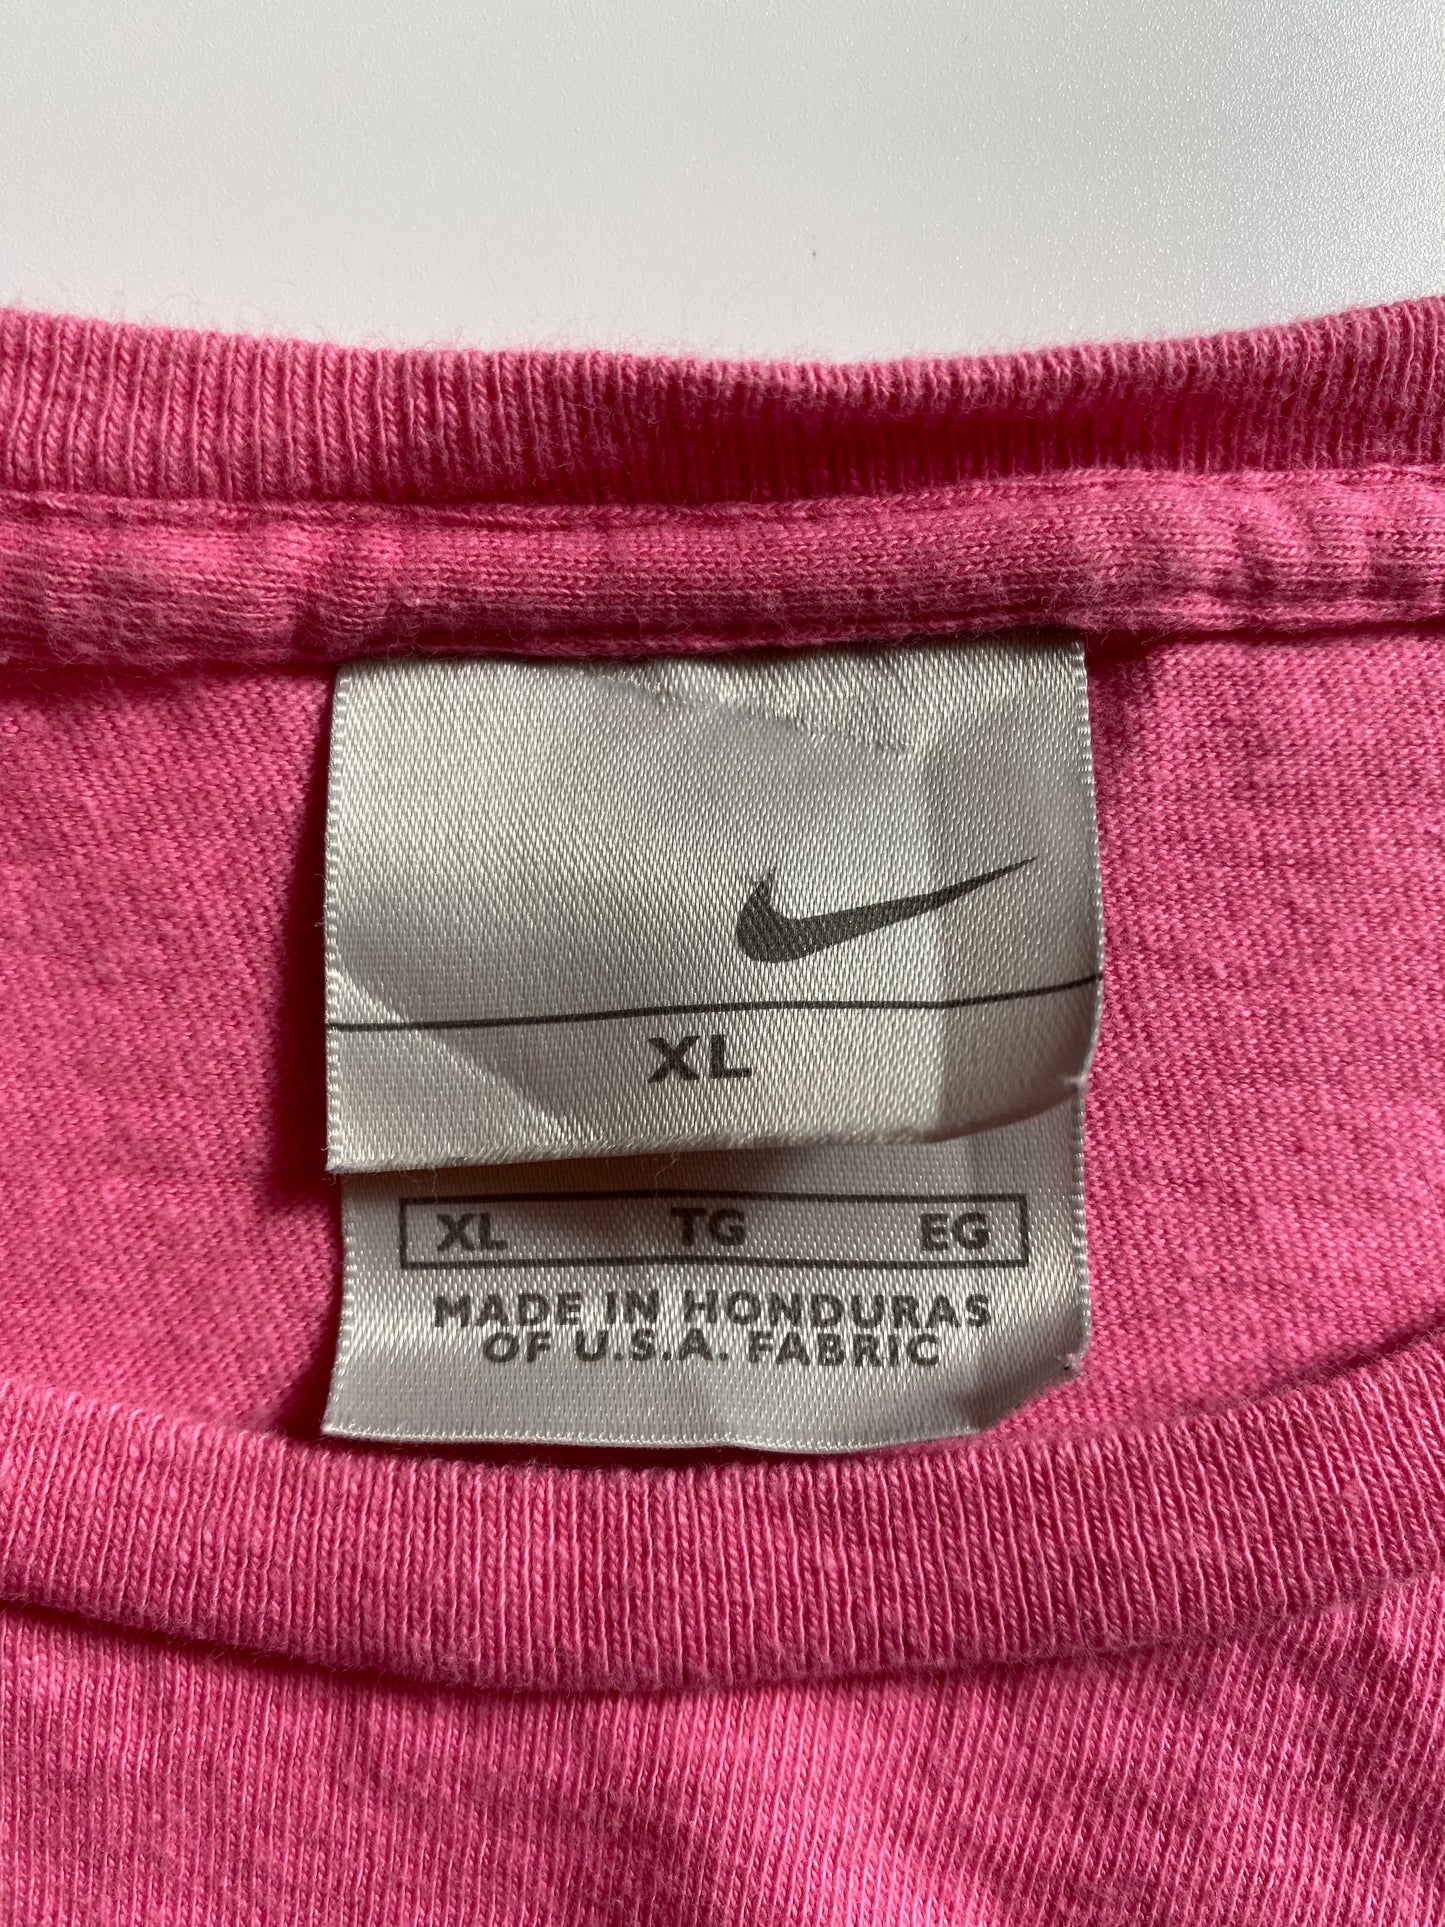 XL
XL TG EG
MADE IN HONDURAS
OF U.S.A. FABRIC